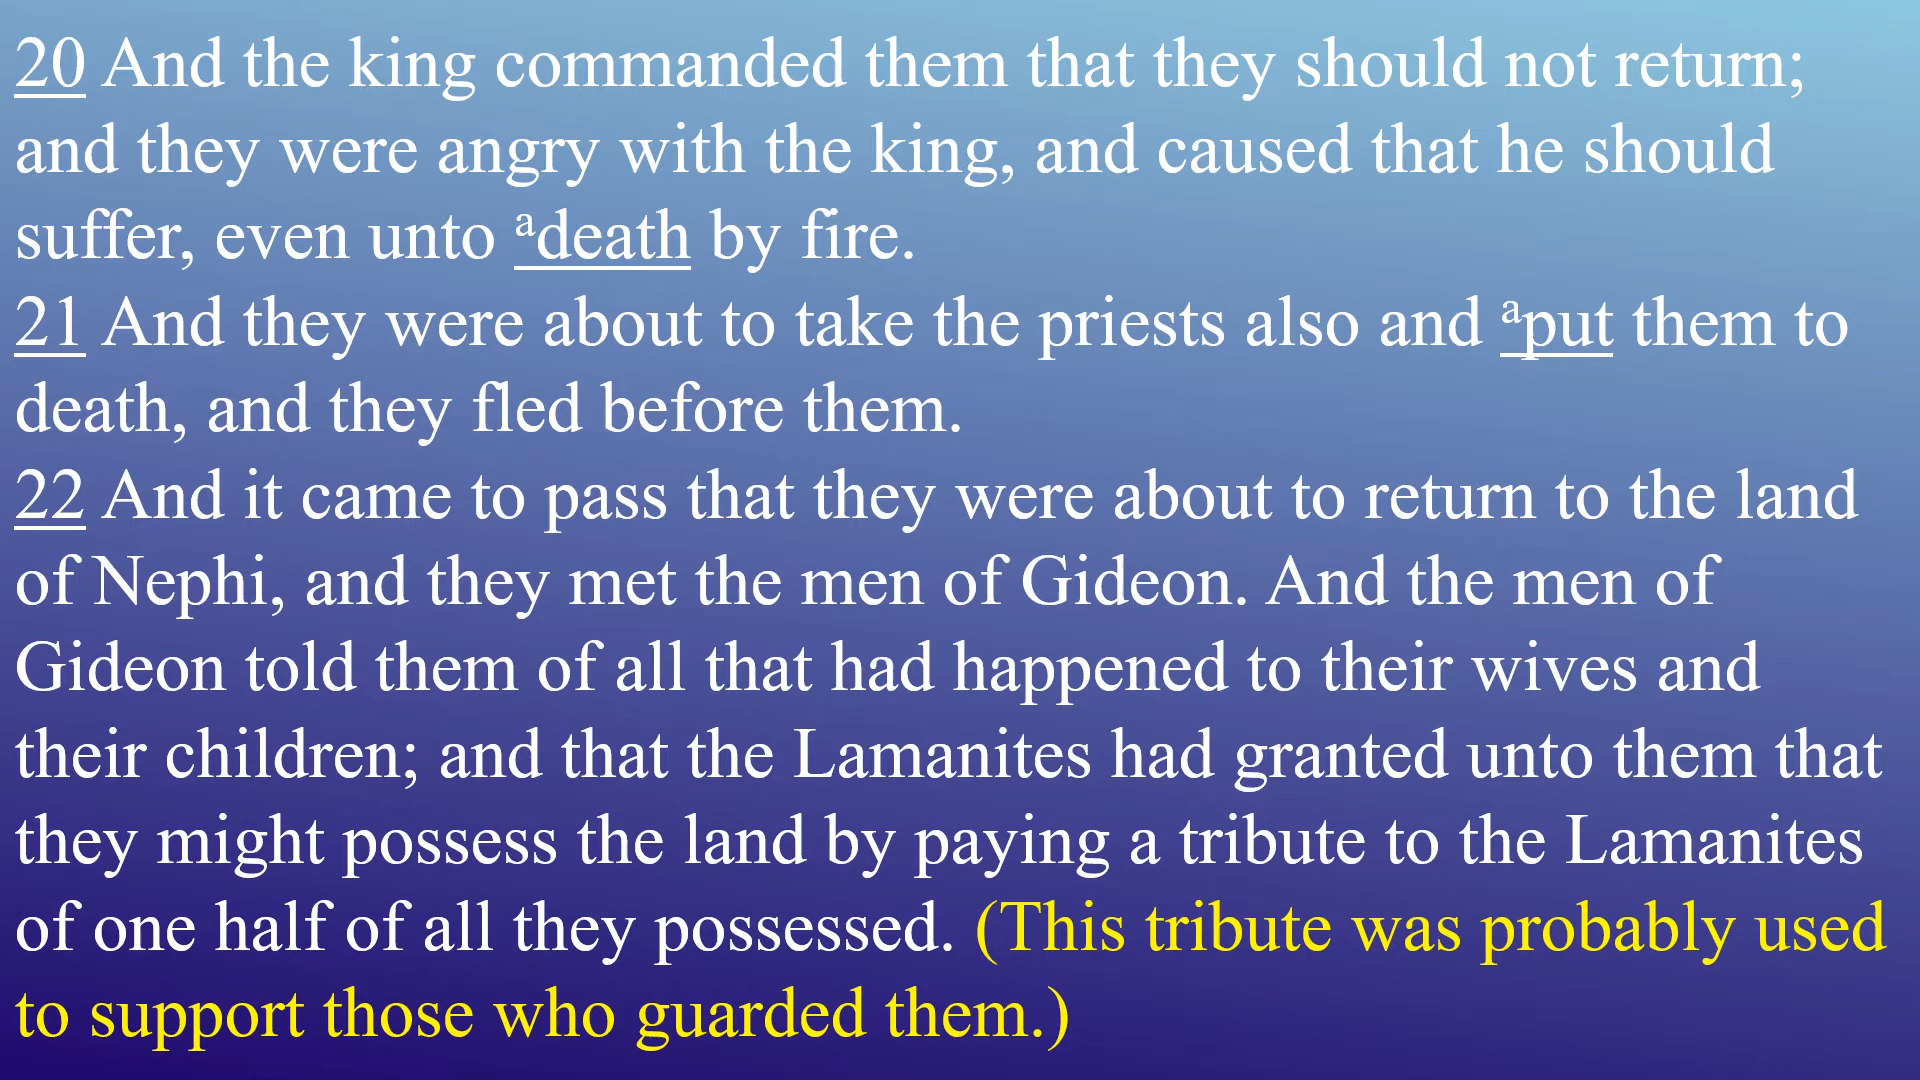 20 And the king commanded them that they should not return;
and they were angry with the king, and caused that he should
suffer, even unto ᵃdeath by fire.
21 And they were about to take the priests also and ᵃput them to
death, and they fled before them.
22 And it came to pass that they were about to return to the land
of Nephi, and they met the men of Gideon. And the men of
Gideon told them of all that had happened to their wives and
their children; and that the Lamanites had granted unto them that
they might possess the land by paying a tribute to the Lamanites
of one half of all they possessed. (This tribute was probably used
to support those who guarded them.)